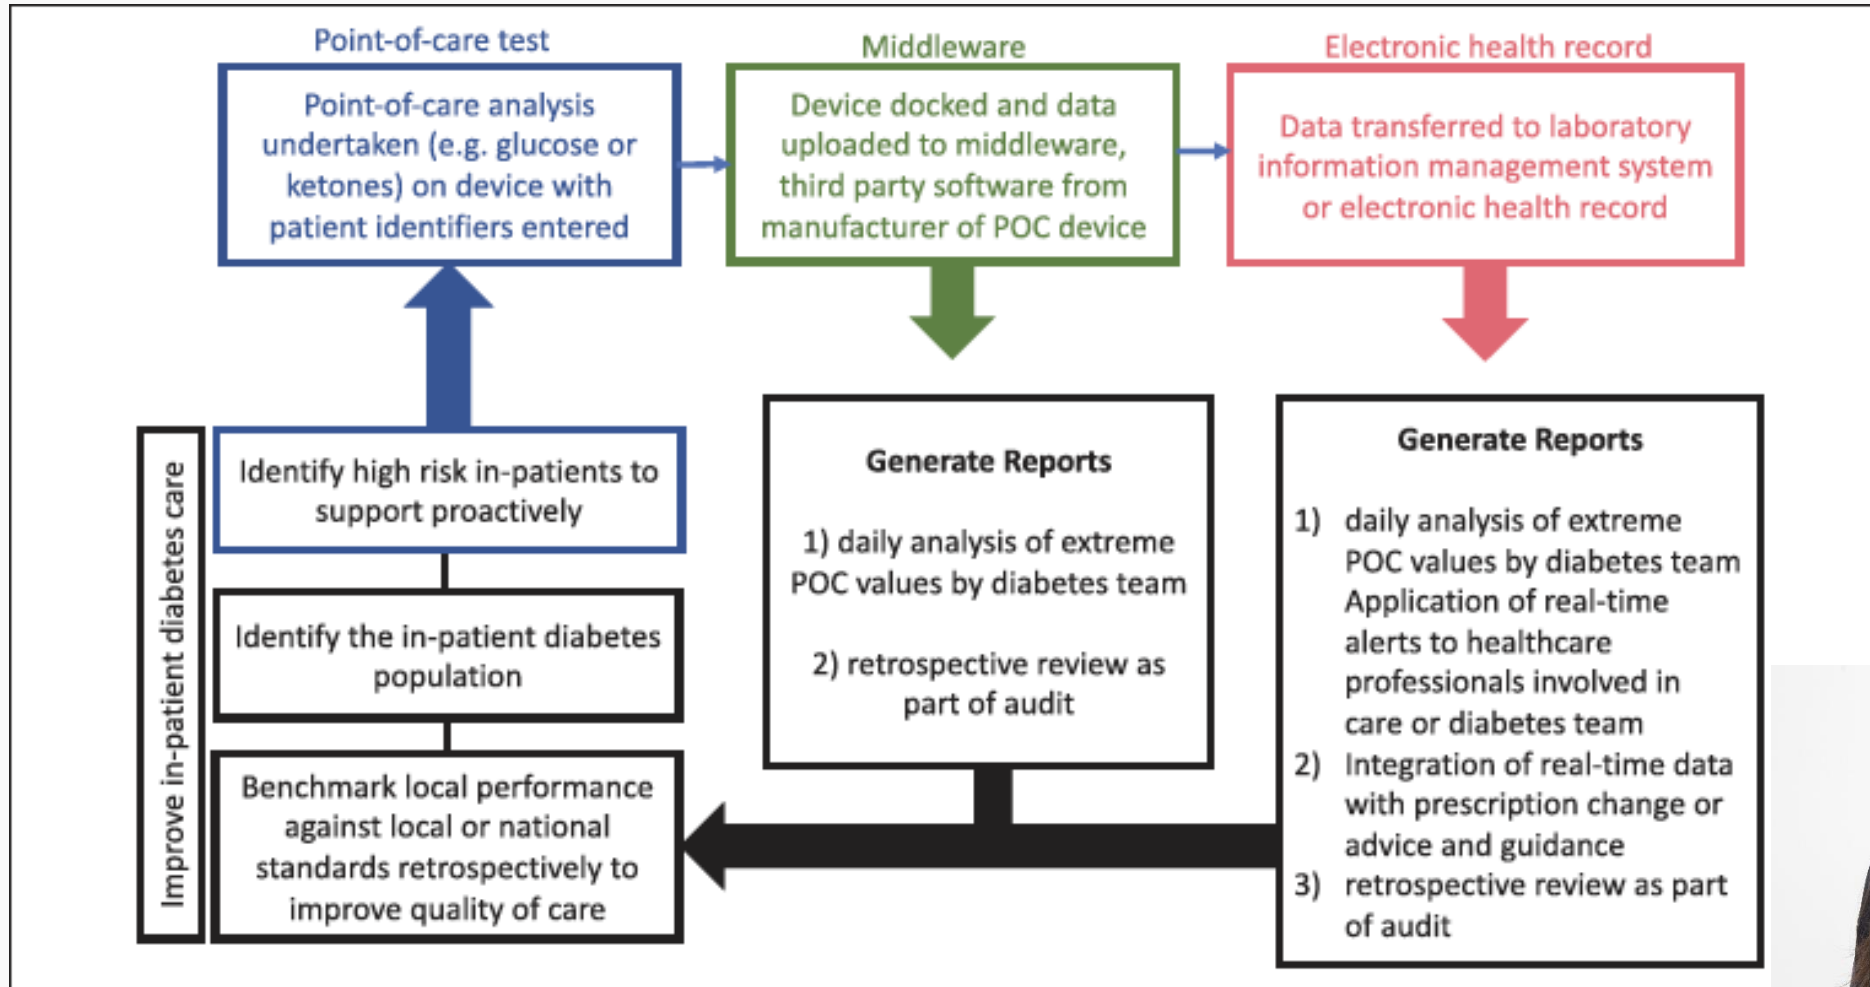 Point-of-care test
Point-of-care analysis
undertaken (e.g. glucose or
ketones) on device with
patient identifiers entered
Middleware
Device docked and data
uploaded to middleware,
third party software from
manufacturer of POC device
Electronic health record
Data transferred to laboratory
information management system
or electronic health record
Improve in-patient diabetes care
Identify high risk in-patients to
support proactively
Identify the in-patient diabetes
population
Benchmark local performance
against local or national
standards retrospectively to
improve quality of care
Generate Reports
1) daily analysis of extreme
POC values by diabetes team
2) retrospective review as
part of audit
Generate Reports
1) daily analysis of extreme
POC values by diabetes team
Application of real-time
alerts to healthcare
professionals involved in
care or diabetes team
2) Integration of real-time data
with prescription change or
advice and guidance
3) retrospective review as part
of audit